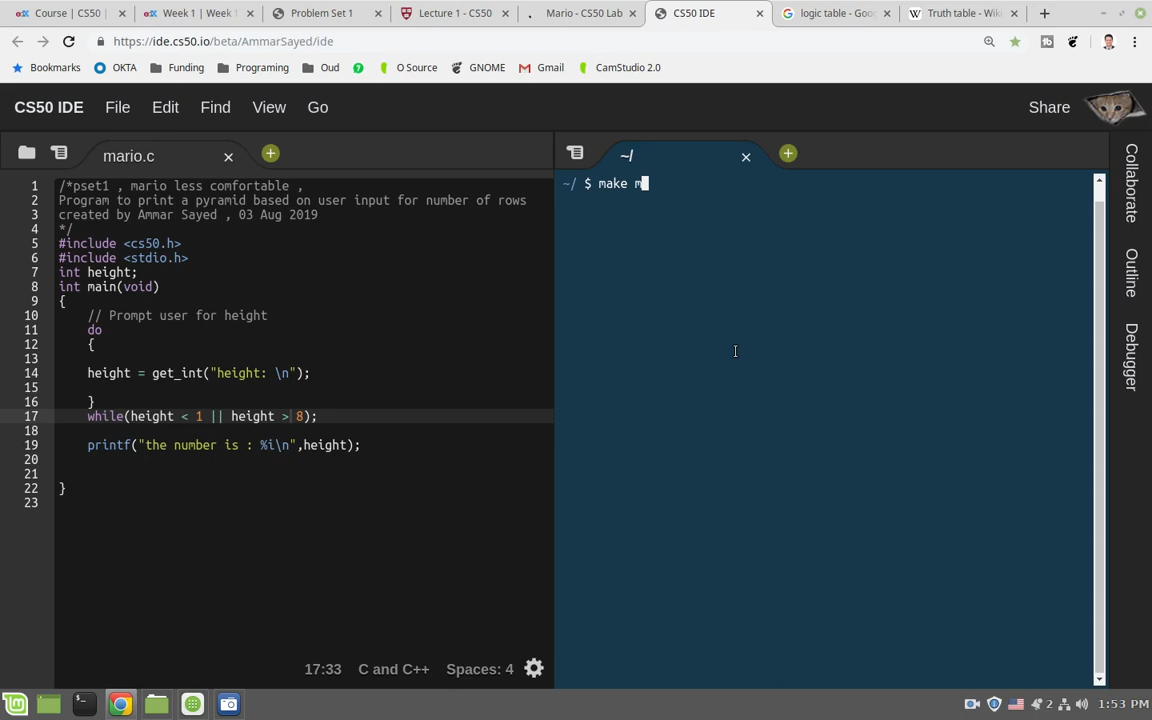 Course | CS50 | Week 1 | Week Problem Set 1 Lecture 1 - CS50 Mario - CS50 Lab CS50 IDE logic table - Goo Truth table - Wiki
https://ide.cs50.io/beta/AmmarSayed/ide
Bookmarks OKTA Funding Programing Oud O Source GNOME Gmail CamStudio 2.0
CS50 IDE File Edit Find View Go Share
mario.c
~/
1 /*pset1 , mario less comfortable ,
2 Program to print a pyramid based on user input for number of rows
3 created by Ammar Sayed , 03 Aug 2019
4 */
5 #include <cs50.h>
6 #include <stdio.h>
7 int height;
8 int main(void)
9 {
10 // Prompt user for height
11 do
12 {
13
14 height = get_int("height: \n");
15
16 }
17 while(height < 1 || height > 8);
18
19 printf("the number is : %i\n",height);
20
21
22 }
23
17:33 C and C++ Spaces: 4
~/ $ make m
Collaborate
Outline
Debugger
1:53 PM